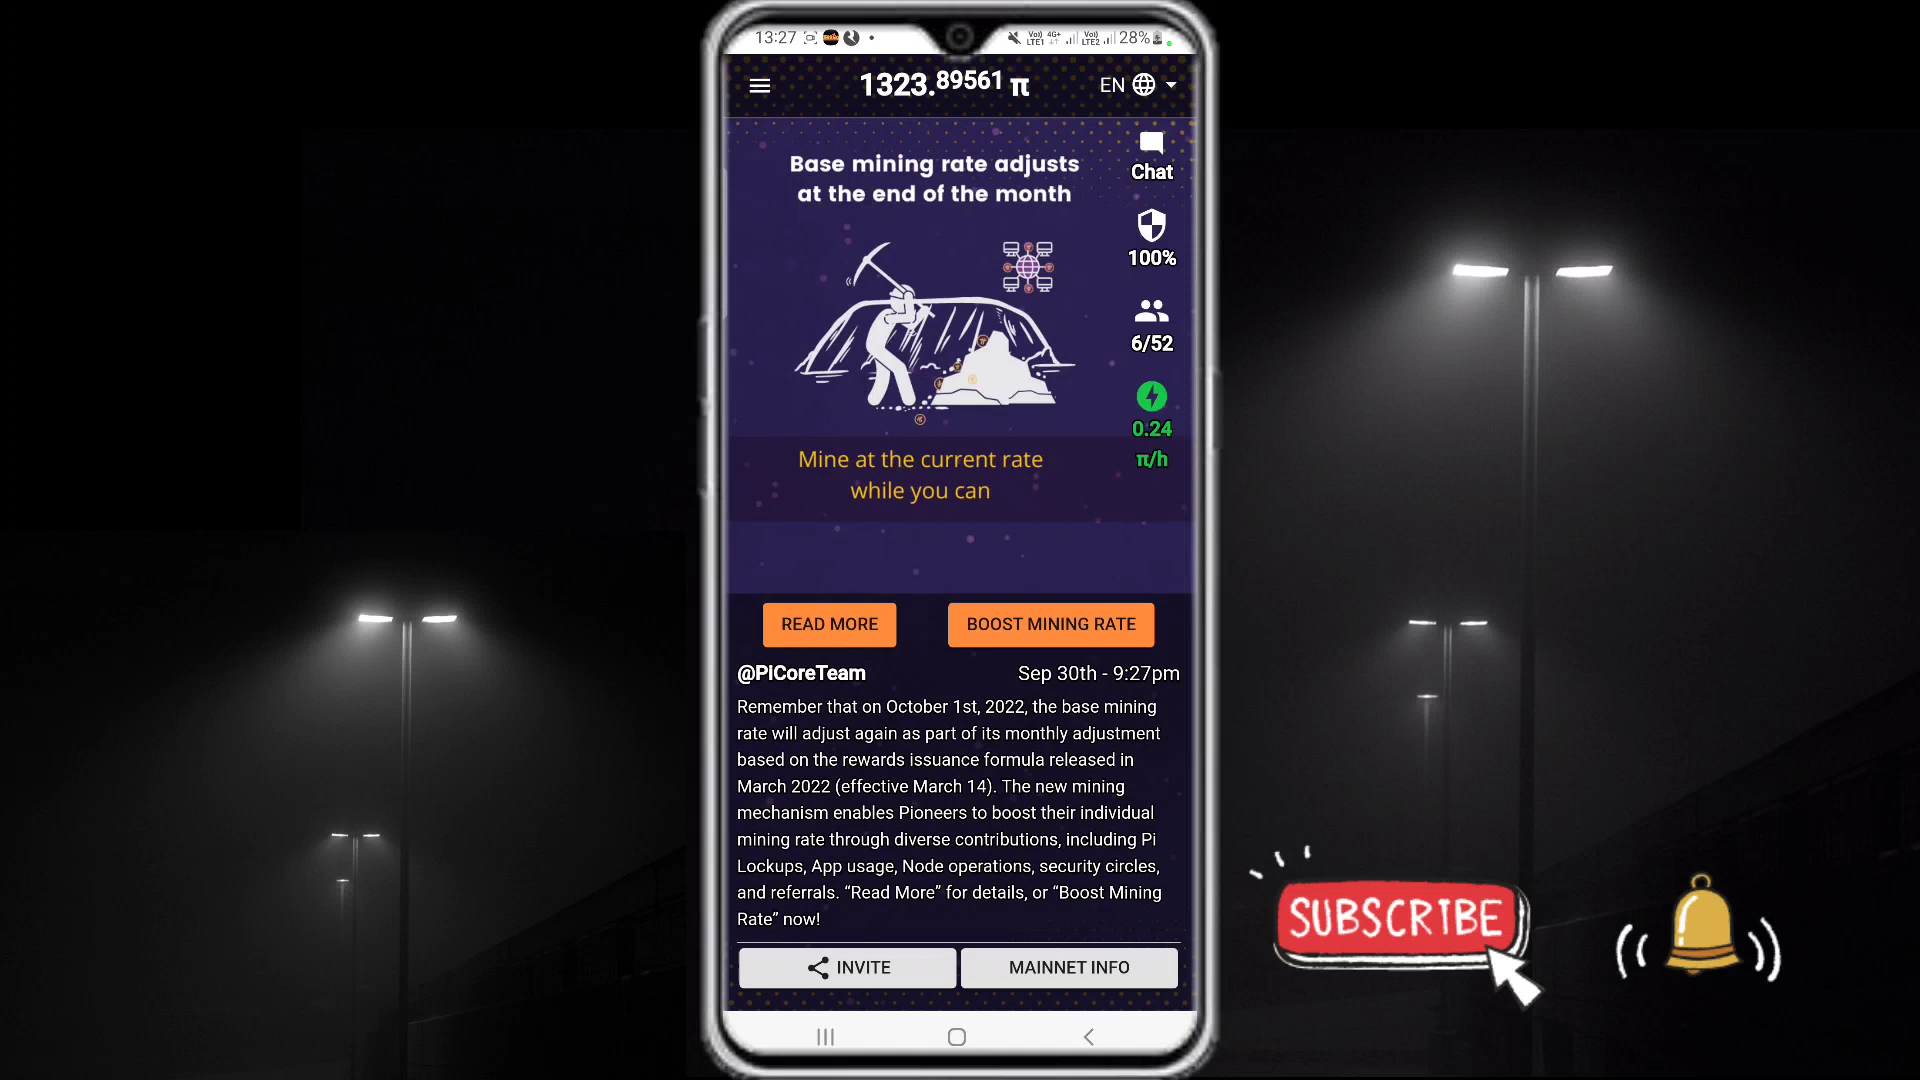 13:27
Vo) 4G+ Vo)
LTE1 LTE2 28%
1323.89561 π
EN
Base mining rate adjusts
at the end of the month
Chat
100%
6/52
0.24
π/h
Mine at the current rate
while you can
READ MORE
BOOST MINING RATE
@PiCoreTeam
Sep 30th - 9:27pm
Remember that on October 1st, 2022, the base mining
rate will adjust again as part of its monthly adjustment
based on the rewards issuance formula released in
March 2022 (effective March 14). The new mining
mechanism enables Pioneers to boost their individual
mining rate through diverse contributions, including Pi
Lockups, App usage, Node operations, security circles,
and referrals. “Read More” for details, or “Boost Mining
Rate” now!
INVITE
MAINNET INFO
SUBSCRIBE